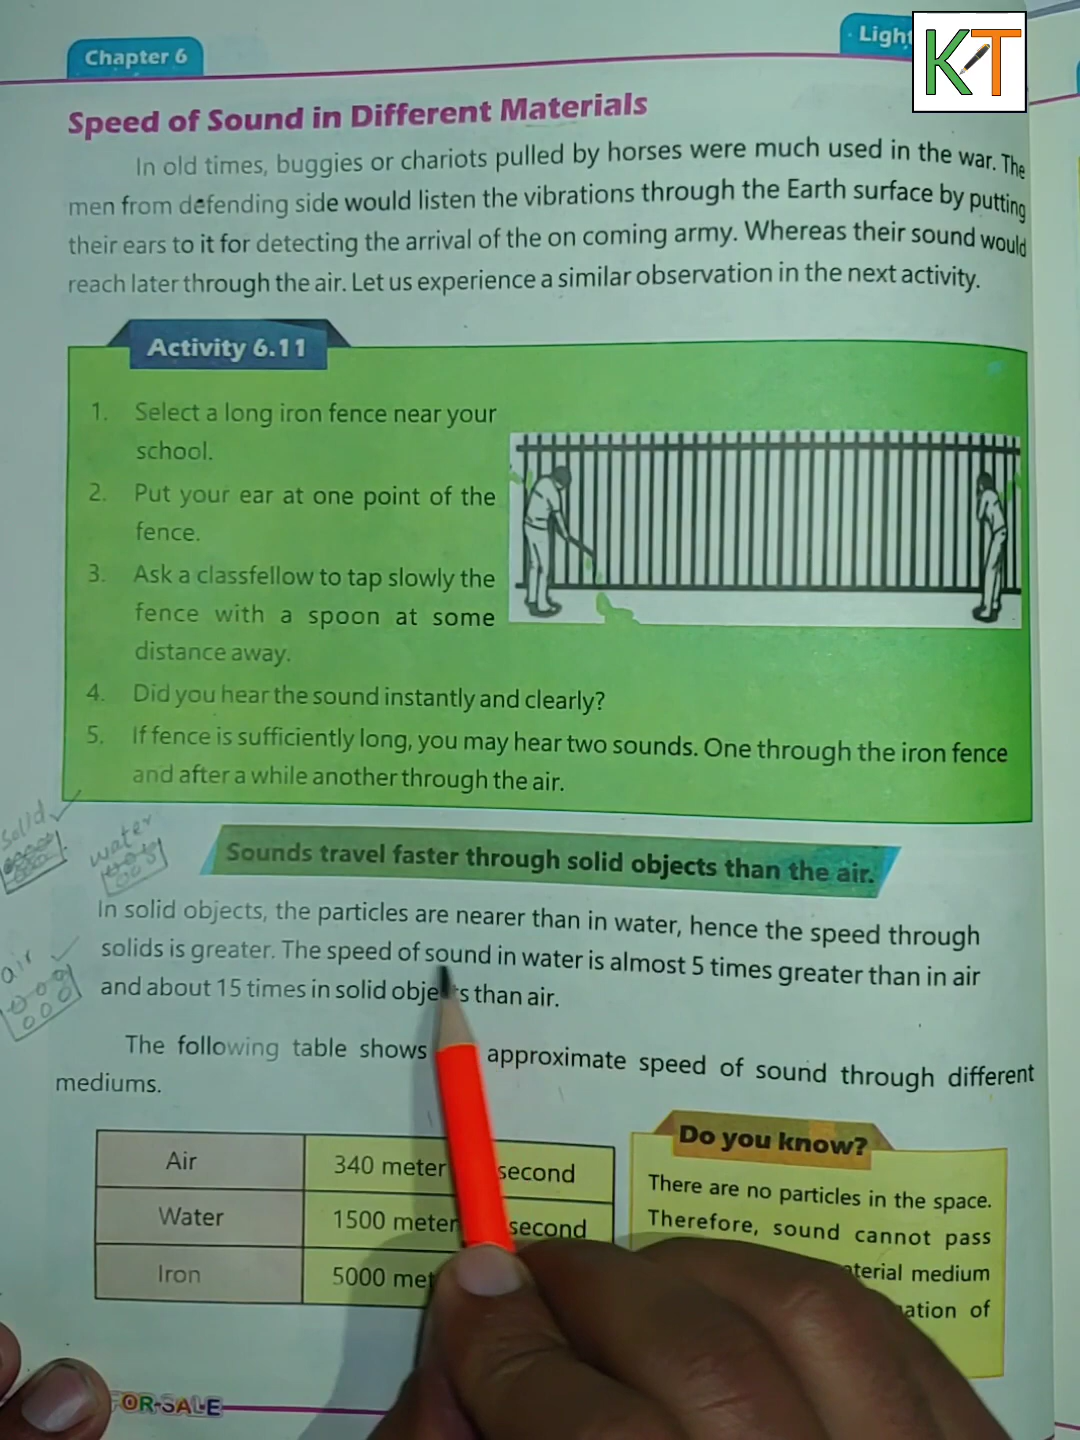 Chapter 6
Light
KT
Speed of Sound in Different Materials
In old times, buggies or chariots pulled by horses were much used in the war. The
men from defending side would listen the vibrations through the Earth surface by putting
their ears to it for detecting the arrival of the on coming army. Whereas their sound would
reach later through the air. Let us experience a similar observation in the next activity.
Activity 6.11
1. Select a long iron fence near your
school.
2. Put your ear at one point of the
fence.
3. Ask a classfellow to tap slowly the
fence with a spoon at some
distance away.
4. Did you hear the sound instantly and clearly?
5. If fence is sufficiently long, you may hear two sounds. One through the iron fence
and after a while another through the air.
solid
water
Sounds travel faster through solid objects than the air.
In solid objects, the particles are nearer than in water, hence the speed through
air
solids is greater. The speed of sound in water is almost 5 times greater than in air
and about 15 times in solid objects than air.
The following table shows approximate speed of sound through different
mediums.
Air 340 meter second
Water 1500 meter second
Iron 5000
Do you know?
There are no particles in the space.
Therefore, sound cannot pass
medium
of
FOR-SALE